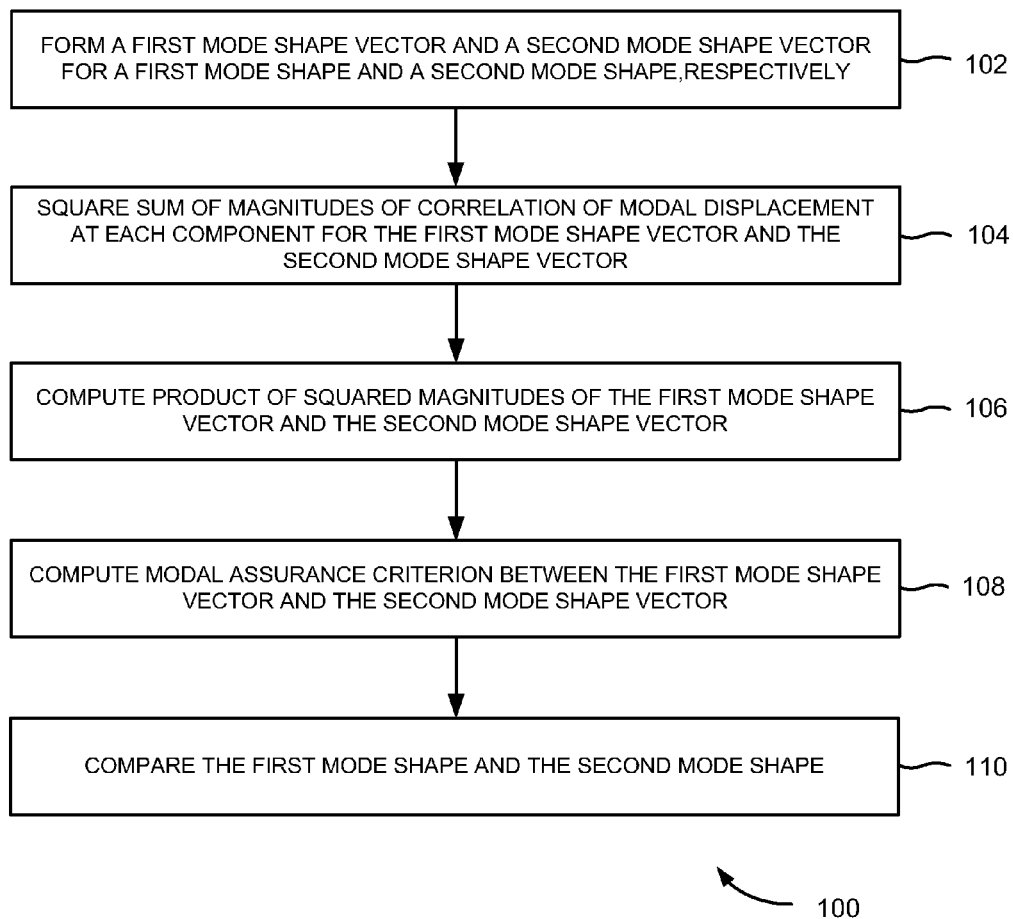 FORM A FIRST MODE SHAPE VECTOR AND A SECOND MODE SHAPE VECTOR
FOR A FIRST MODE SHAPE AND A SECOND MODE SHAPE,RESPECTIVELY
102
SQUARE SUM OF MAGNITUDES OF CORRELATION OF MODAL DISPLACEMENT
AT EACH COMPONENT FOR THE FIRST MODE SHAPE VECTOR AND THE
SECOND MODE SHAPE VECTOR
104
COMPUTE PRODUCT OF SQUARED MAGNITUDES OF THE FIRST MODE SHAPE
VECTOR AND THE SECOND MODE SHAPE VECTOR
106
COMPUTE MODAL ASSURANCE CRITERION BETWEEN THE FIRST MODE SHAPE
VECTOR AND THE SECOND MODE SHAPE VECTOR
108
COMPARE THE FIRST MODE SHAPE AND THE SECOND MODE SHAPE
110
100